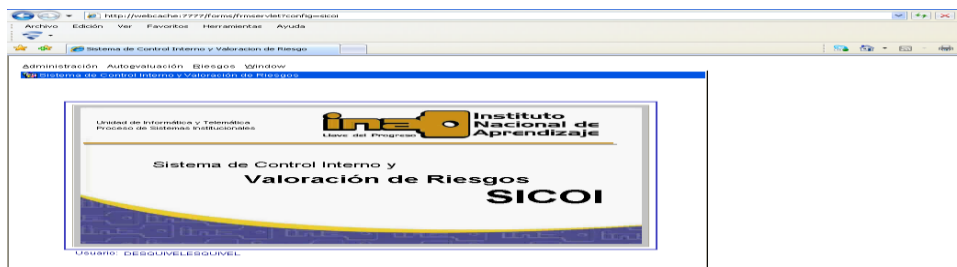 http://webcache:7777/forms/frmservlet?config=sicoi
Archivo Edición Ver Favoritos Herramientas Ayuda
Sistema de Control Interno y Valoracion de Riesgo
Administración Autoevaluación Riesgos Window
Sistema de Control Interno y Valoración de Riesgos
Unidad de Informática y Telemática
Proceso de Sistemas Institucionales
ina
Llave del Progreso
Instituto
Nacional de
Aprendizaje
Sistema de Control Interno y
Valoración de Riesgos
SICOI
Usuario: DESQUIVELESQUIVEL